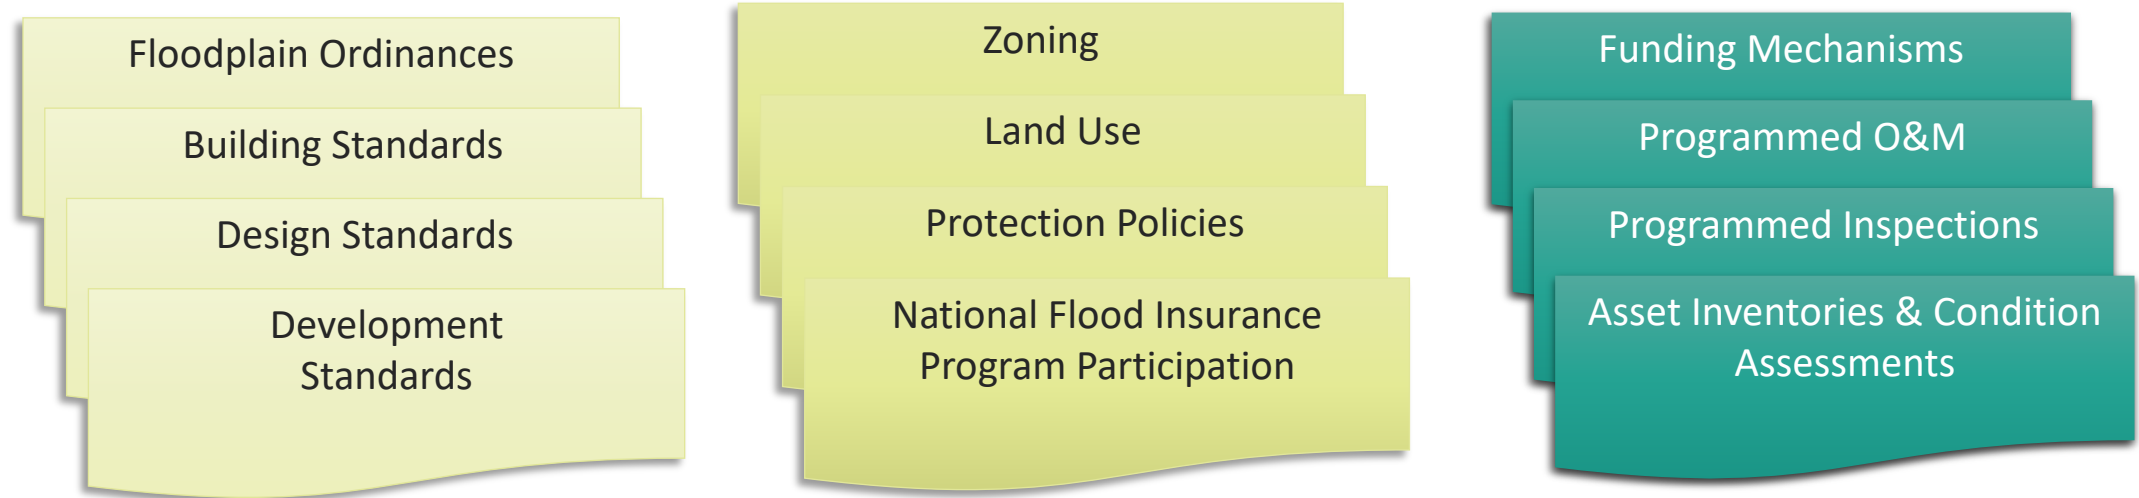 Floodplain Ordinances
Building Standards
Design Standards
Development
Standards
Zoning
Land Use
Protection Policies
National Flood Insurance
Program Participation
Funding Mechanisms
Programmed O&M
Programmed Inspections
Asset Inventories & Condition
Assessments